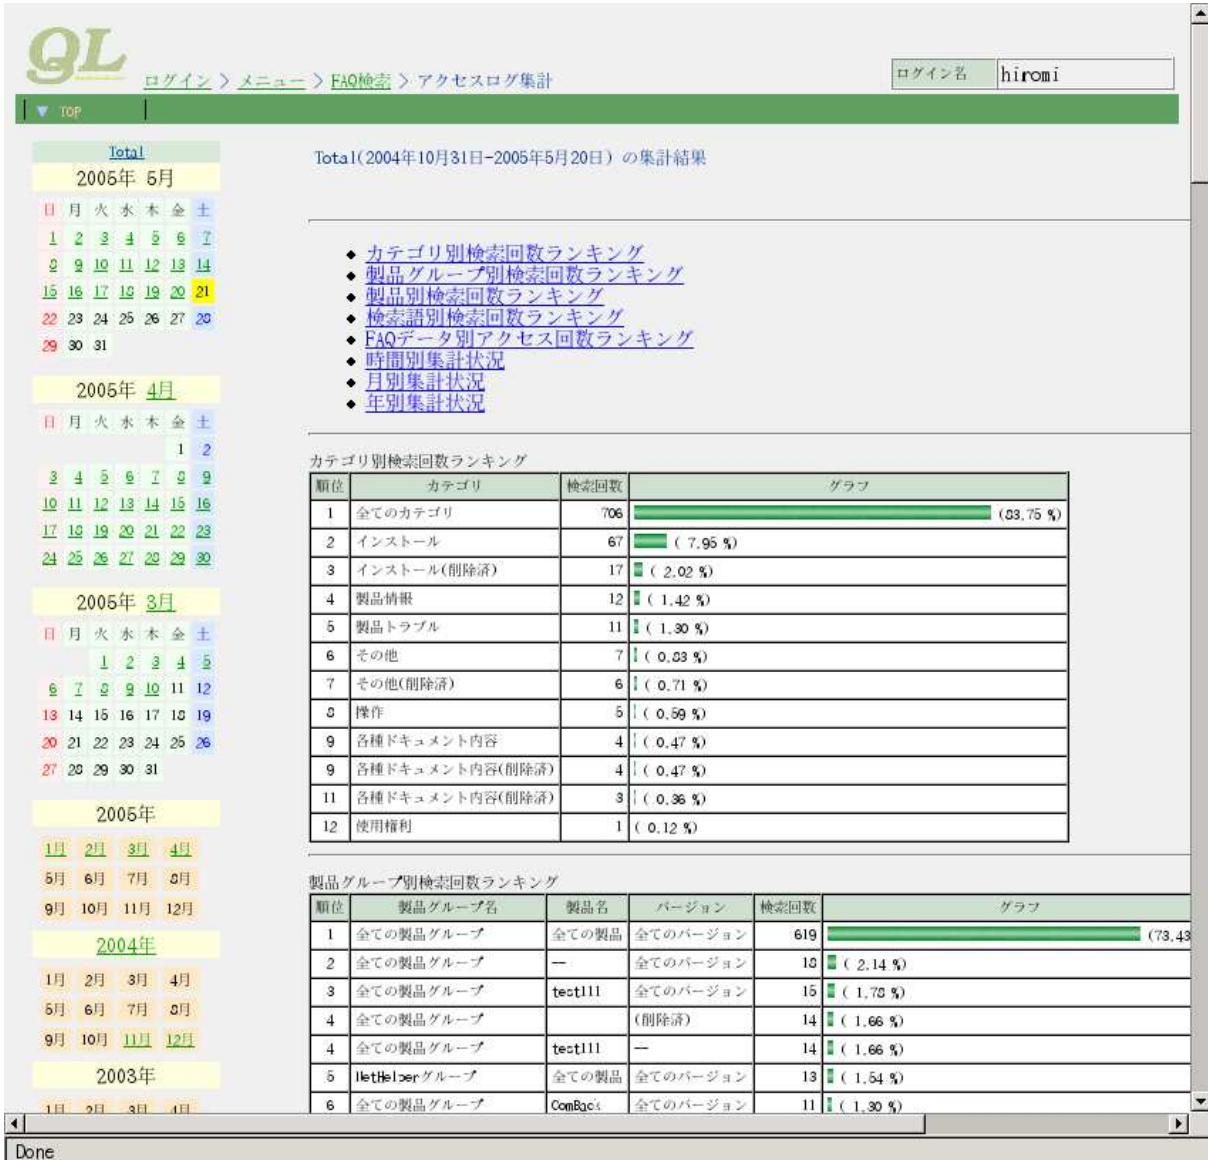 QL
ログイン > メニュー > FAQ検索 > アクセスログ集計
ログイン名 hiromi
▼ TOP
Total
2005年 5月
日 月 火 水 木 金 土
1 2 3 4 5 6 7
8 9 10 11 12 13 14
15 16 17 18 19 20 21
22 23 24 25 26 27 28
29 30 31
2005年 4月
日 月 火 水 木 金 土
1 2
3 4 5 6 7 8 9
10 11 12 13 14 15 16
17 18 19 20 21 22 23
24 25 26 27 28 29 30
2005年 3月
日 月 火 水 木 金 土
1 2 3 4 5
6 7 8 9 10 11 12
13 14 15 16 17 18 19
20 21 22 23 24 25 26
27 28 29 30 31
2005年
1月 2月 3月 4月
5月 6月 7月 8月
9月 10月 11月 12月
2004年
1月 2月 3月 4月
5月 6月 7月 8月
9月 10月 11月 12月
2003年
1月 2月 3月 4月
Total(2004年10月31日-2005年5月20日) の集計結果
◆ カテゴリ別検索回数ランキング
◆ 製品グループ別検索回数ランキング
◆ 製品別検索回数ランキング
◆ 検索語別検索回数ランキング
◆ FAQデータ別アクセス回数ランキング
◆ 時間別集計状況
◆ 月別集計状況
◆ 年別集計状況
カテゴリ別検索回数ランキング
順位 カテゴリ 検索回数 グラフ
1 全てのカテゴリ 706 (83.75 %)
2 インストール 67 ( 7.95 %)
3 インストール(削除済) 17 ( 2.02 %)
4 製品情報 12 ( 1.42 %)
5 製品トラブル 11 ( 1.30 %)
6 その他 7 ( 0.83 %)
7 その他(削除済) 6 ( 0.71 %)
8 操作 5 ( 0.59 %)
9 各種ドキュメント内容 4 ( 0.47 %)
9 各種ドキュメント内容(削除済) 4 ( 0.47 %)
11 各種ドキュメント内容(削除済) 3 ( 0.36 %)
12 使用権利 1 ( 0.12 %)
製品グループ別検索回数ランキング
順位 製品グループ名 製品名 バージョン 検索回数 グラフ
1 全ての製品グループ 全ての製品 全てのバージョン 619 (73.43
2 全ての製品グループ -- 全てのバージョン 18 ( 2.14 %)
3 全ての製品グループ test111 全てのバージョン 15 ( 1.78 %)
4 全ての製品グループ (削除済) 14 ( 1.66 %)
4 全ての製品グループ test111 -- 14 ( 1.66 %)
5 NetHelperグループ 全ての製品 全てのバージョン 13 ( 1.54 %)
6 全ての製品グループ 全てのバージョン 11 ( 1.30 %)
Done